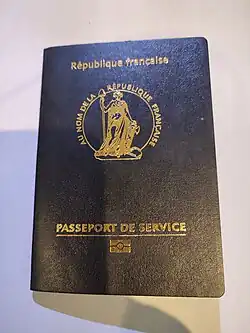 République française
AU NOM DE LA RÉPUBLIQUE FRANÇAISE
PASSEPORT DE SERVICE